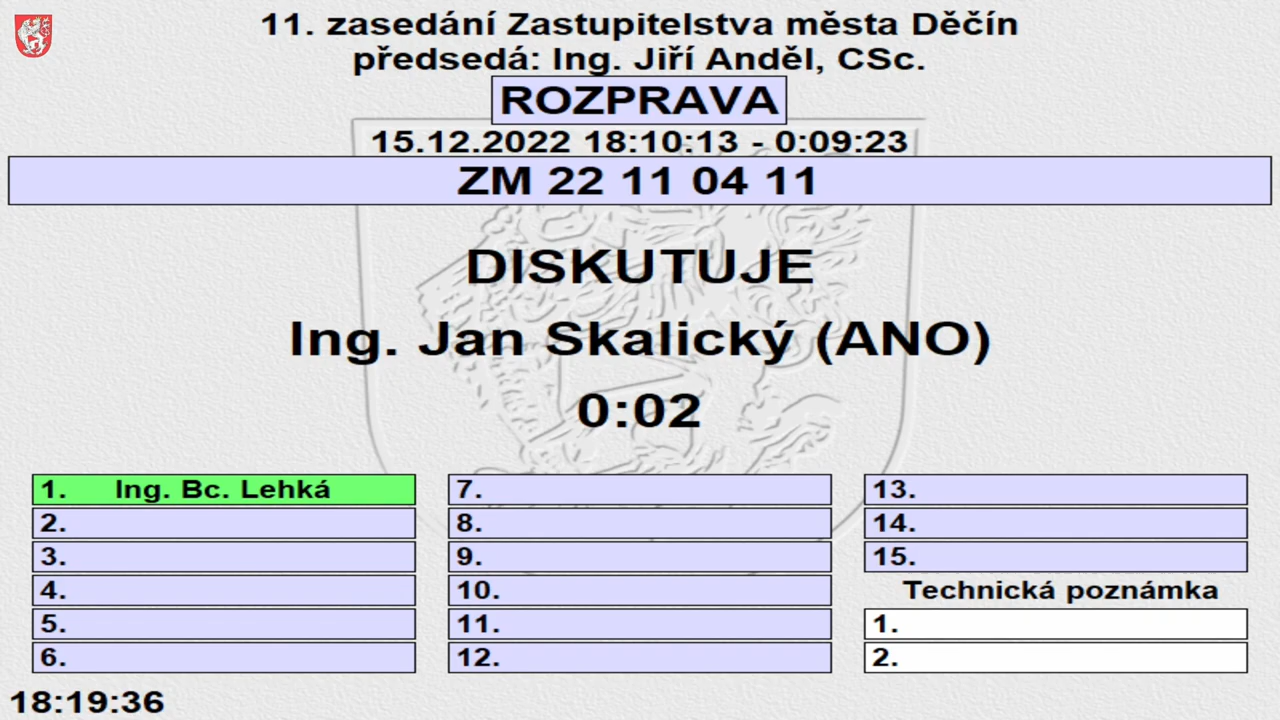 11. zasedání Zastupitelstva města Děčín
předsedá: Ing. Jiří Anděl, CSc.
ROZPRAVA
15.12.2022 18:10:13 - 0:09:23
ZM 22 11 04 11
DISKUTUJE
Ing. Jan Skalický (ANO)
0:02
1. Ing. Bc. Lehká
2.
3.
4.
5.
6.
7.
8.
9.
10.
11.
12.
13.
14.
15.
Technická poznámka
1.
2.
18:19:36